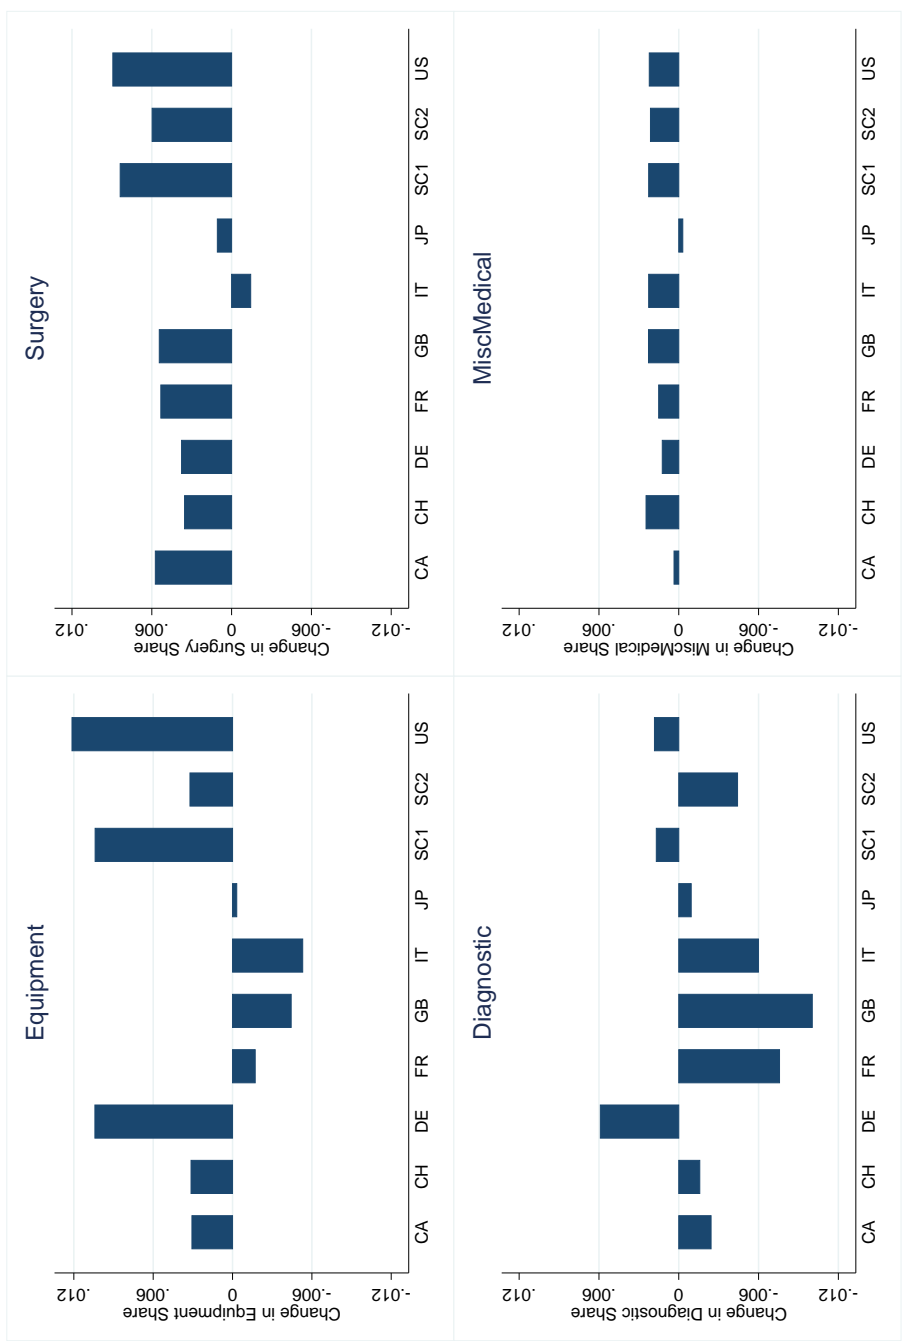 Equipment
Change in Equipment Share
.012
.006
0
-.006
-.012
CA CH DE FR GB IT JP SC1 SC2 US
Surgery
Change in Surgery Share
.012
.006
0
-.006
-.012
CA CH DE FR GB IT JP SC1 SC2 US
Diagnostic
Change in Diagnostic Share
.012
.006
0
-.006
-.012
CA CH DE FR GB IT JP SC1 SC2 US
MiscMedical
Change in MiscMedical Share
.012
.006
0
-.006
-.012
CA CH DE FR GB IT JP SC1 SC2 US